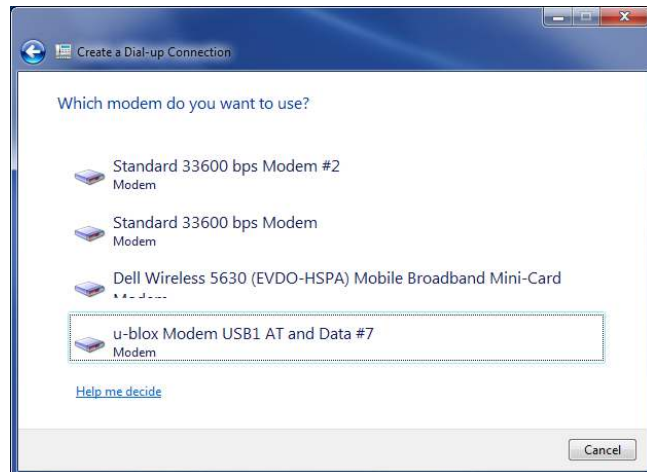 Create a Dial-up Connection
Which modem do you want to use?
Standard 33600 bps Modem #2
Modem
Standard 33600 bps Modem
Modem
Dell Wireless 5630 (EVDO-HSPA) Mobile Broadband Mini-Card
Modem
u-blox Modem USB1 AT and Data #7
Modem
Help me decide
Cancel